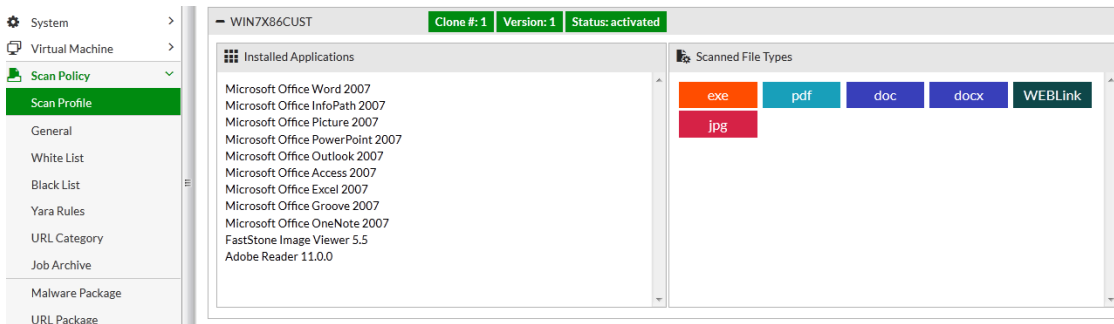 System
Virtual Machine
Scan Policy
Scan Profile
General
White List
Black List
Yara Rules
URL Category
Job Archive
Malware Package
URL Package
WIN7X86CUST Clone #: 1 Version: 1 Status: activated
Installed Applications
Microsoft Office Word 2007
Microsoft Office InfoPath 2007
Microsoft Office Picture 2007
Microsoft Office PowerPoint 2007
Microsoft Office Outlook 2007
Microsoft Office Access 2007
Microsoft Office Excel 2007
Microsoft Office Groove 2007
Microsoft Office OneNote 2007
FastStone Image Viewer 5.5
Adobe Reader 11.0.0
Scanned File Types
exe pdf doc docx WEBLink
jpg